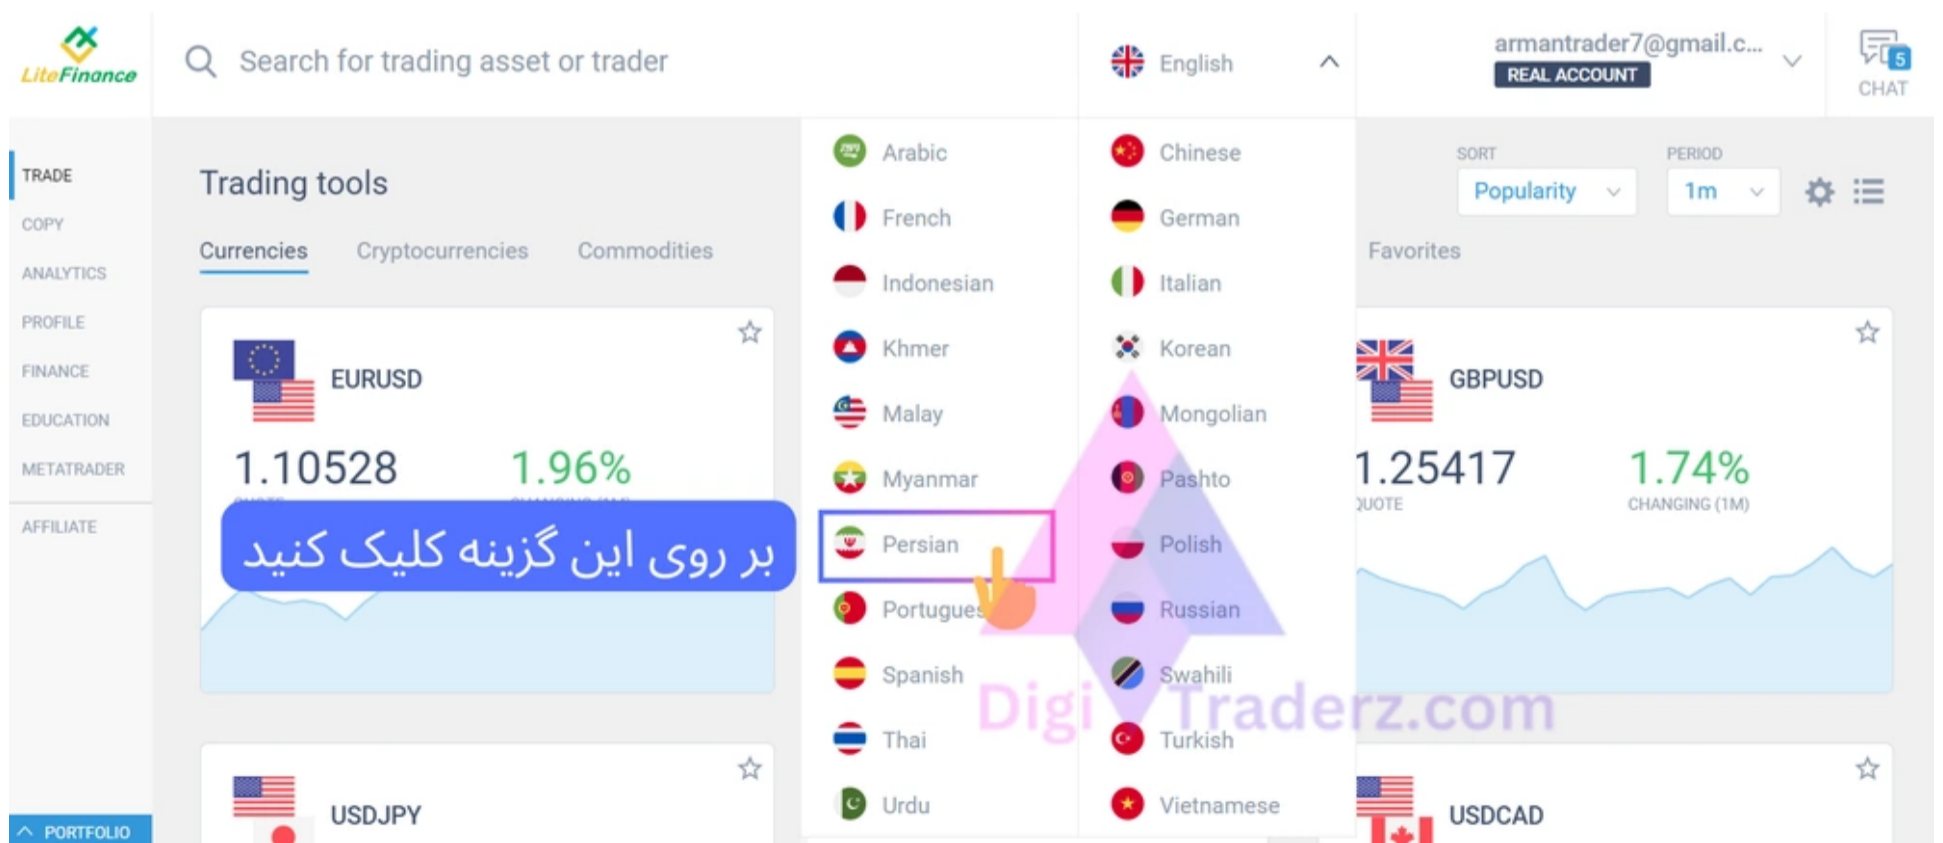 LiteFinance
Search for trading asset or trader
English
armantrader7@gmail.c...
REAL ACCOUNT
5
CHAT
TRADE
COPY
ANALYTICS
PROFILE
FINANCE
EDUCATION
METATRADER
AFFILIATE
PORTFOLIO
Trading tools
SORT
Popularity
PERIOD
1m
Currencies
Cryptocurrencies
Commodities
Favorites
EURUSD
1.10528
1.96%
بر روی این گزینه کلیک کنید
USDJPY
Arabic
Chinese
French
German
Indonesian
Italian
Khmer
Korean
Malay
Mongolian
Myanmar
Pashto
Persian
Polish
Portugues
Russian
Spanish
Swahili
Thai
Turkish
Urdu
Vietnamese
GBPUSD
1.25417
1.74%
QUOTE
CHANGING (1M)
USDCAD
Digi Traderz.com